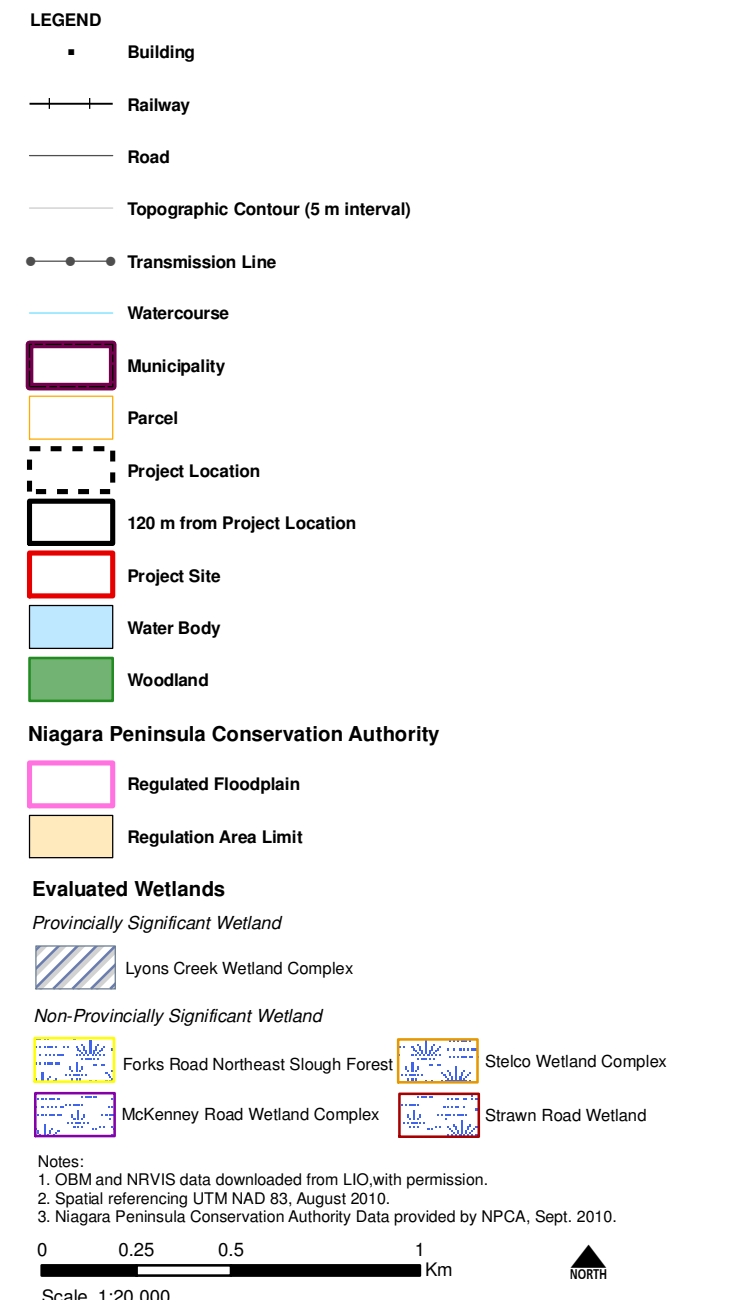 LEGEND
Building
Railway
Road
Topographic Contour (5 m interval)
Transmission Line
Watercourse
Municipality
Parcel
Project Location
120 m from Project Location
Project Site
Water Body
Woodland
Niagara Peninsula Conservation Authority
Regulated Floodplain
Regulation Area Limit
Evaluated Wetlands
Provincially Significant Wetland
Lyons Creek Wetland Complex
Non-Provincially Significant Wetland
Forks Road Northeast Slough Forest
Stelco Wetland Complex
McKenney Road Wetland Complex
Strawn Road Wetland
Notes:
1. OBM and NRVIS data downloaded from LIO,with permission.
2. Spatial referencing UTM NAD 83, August 2010.
3. Niagara Peninsula Conservation Authority Data provided by NPCA, Sept. 2010.
0 0.25 0.5 1
Km
NORTH
Scale 1:20,000